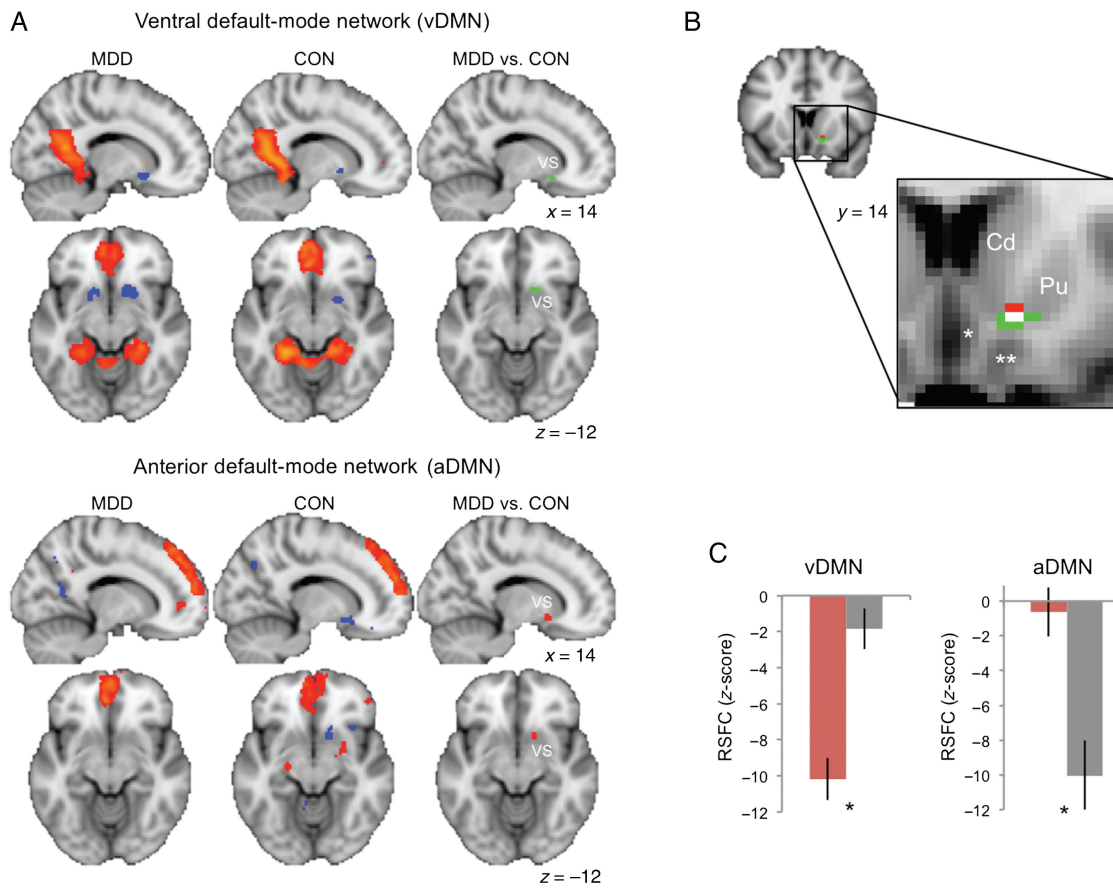 A
Ventral default-mode network (vDMN)
MDD
CON
MDD vs. CON
VS
x = 14
VS
z = −12
Anterior default-mode network (aDMN)
MDD
CON
MDD vs. CON
VS
x = 14
VS
z = −12
B
y = 14
Cd
Pu
*
**
C
vDMN
aDMN
RSFC (z-score)
0
−2
−4
−6
−8
−10
−12
*
RSFC (z-score)
0
−2
−4
−6
−8
−10
−12
*